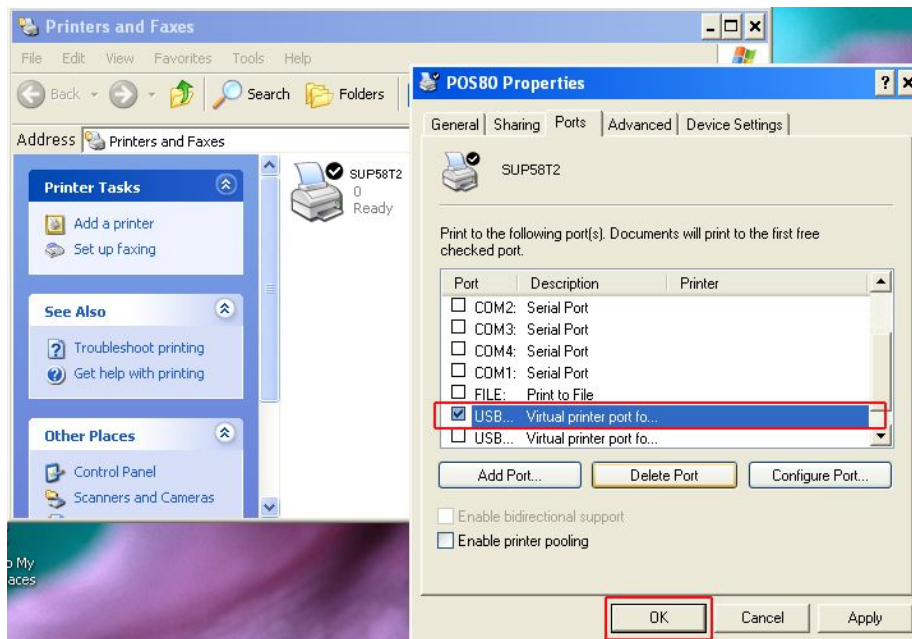 Printers and Faxes
File Edit View Favorites Tools Help
Back Search Folders
Address Printers and Faxes
Printer Tasks
Add a printer
Set up faxing
See Also
Troubleshoot printing
Get help with printing
Other Places
Control Panel
Scanners and Cameras
SUP58T2
0
Ready
o My
aces
POS80 Properties
General Sharing Ports Advanced Device Settings
SUP58T2
Print to the following port(s). Documents will print to the first free
checked port.
Port Description Printer
COM2: Serial Port
COM3: Serial Port
COM4: Serial Port
COM1: Serial Port
FILE: Print to File
USB... Virtual printer port fo...
USB... Virtual printer port fo...
Add Port... Delete Port Configure Port...
Enable bidirectional support
Enable printer pooling
OK Cancel Apply